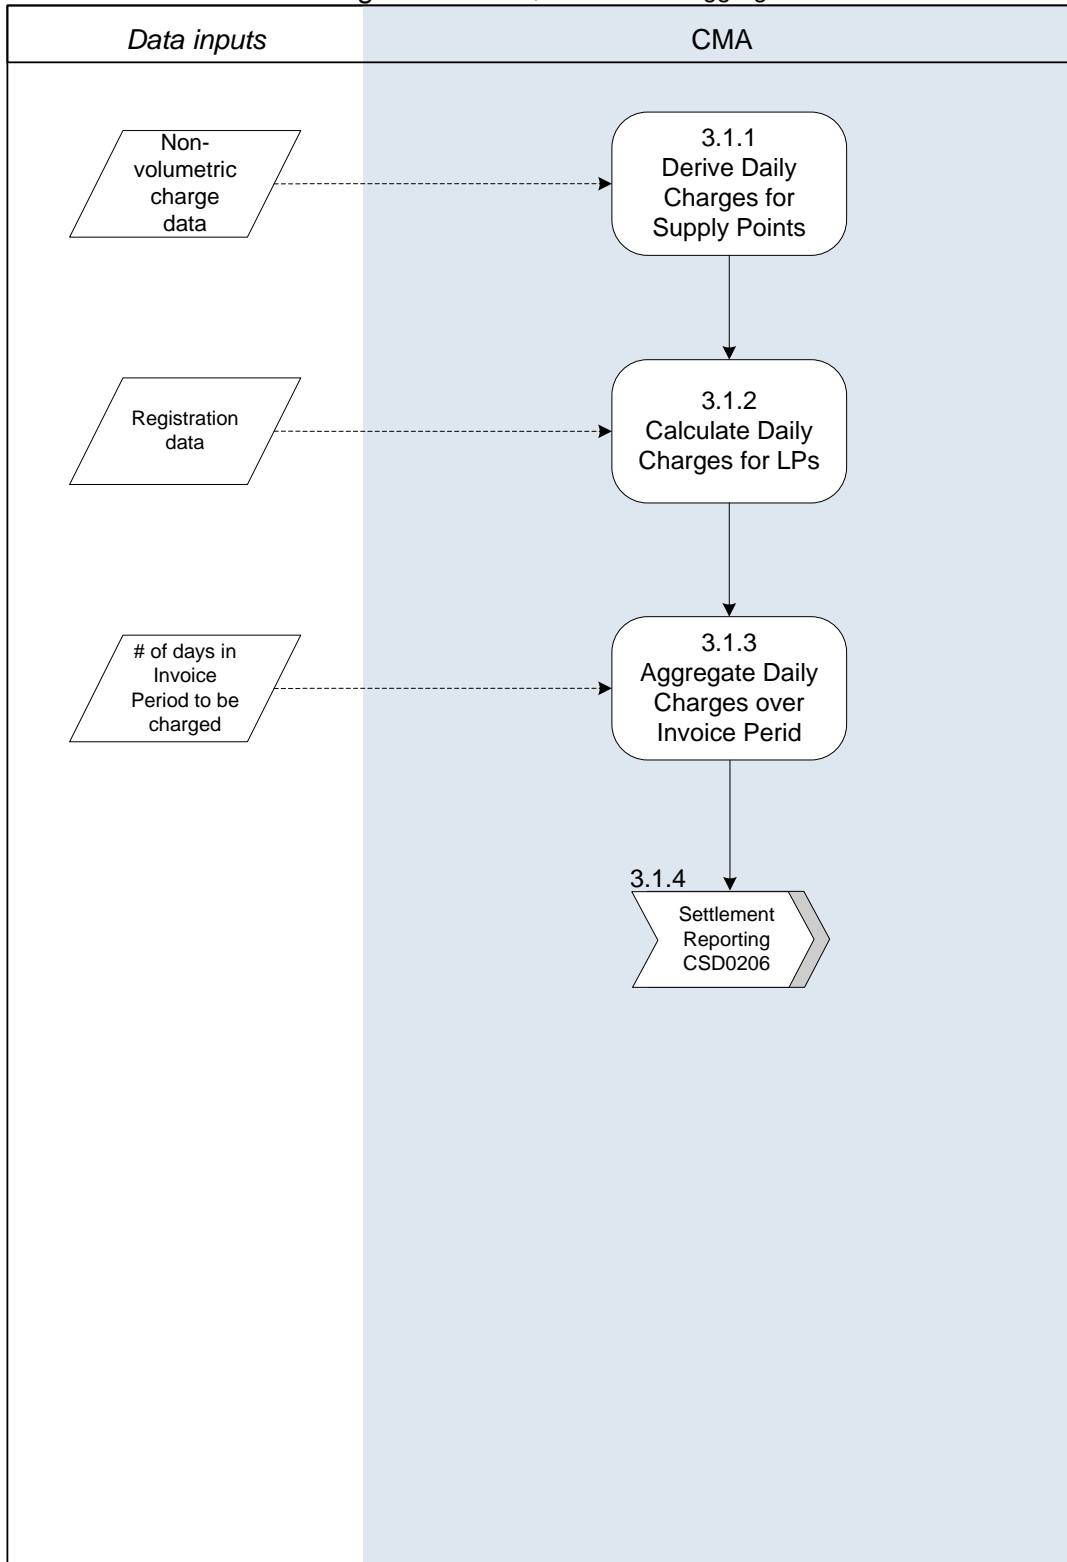 Data inputs
CMA
Non-
volumetric
charge
data
3.1.1
Derive Daily
Charges for
Supply Points
Registration
data
3.1.2
Calculate Daily
Charges for LPs
# of days in
Invoice
Period to be
charged
3.1.3
Aggregate Daily
Charges over
Invoice Perid
3.1.4
Settlement
Reporting
CSD0206